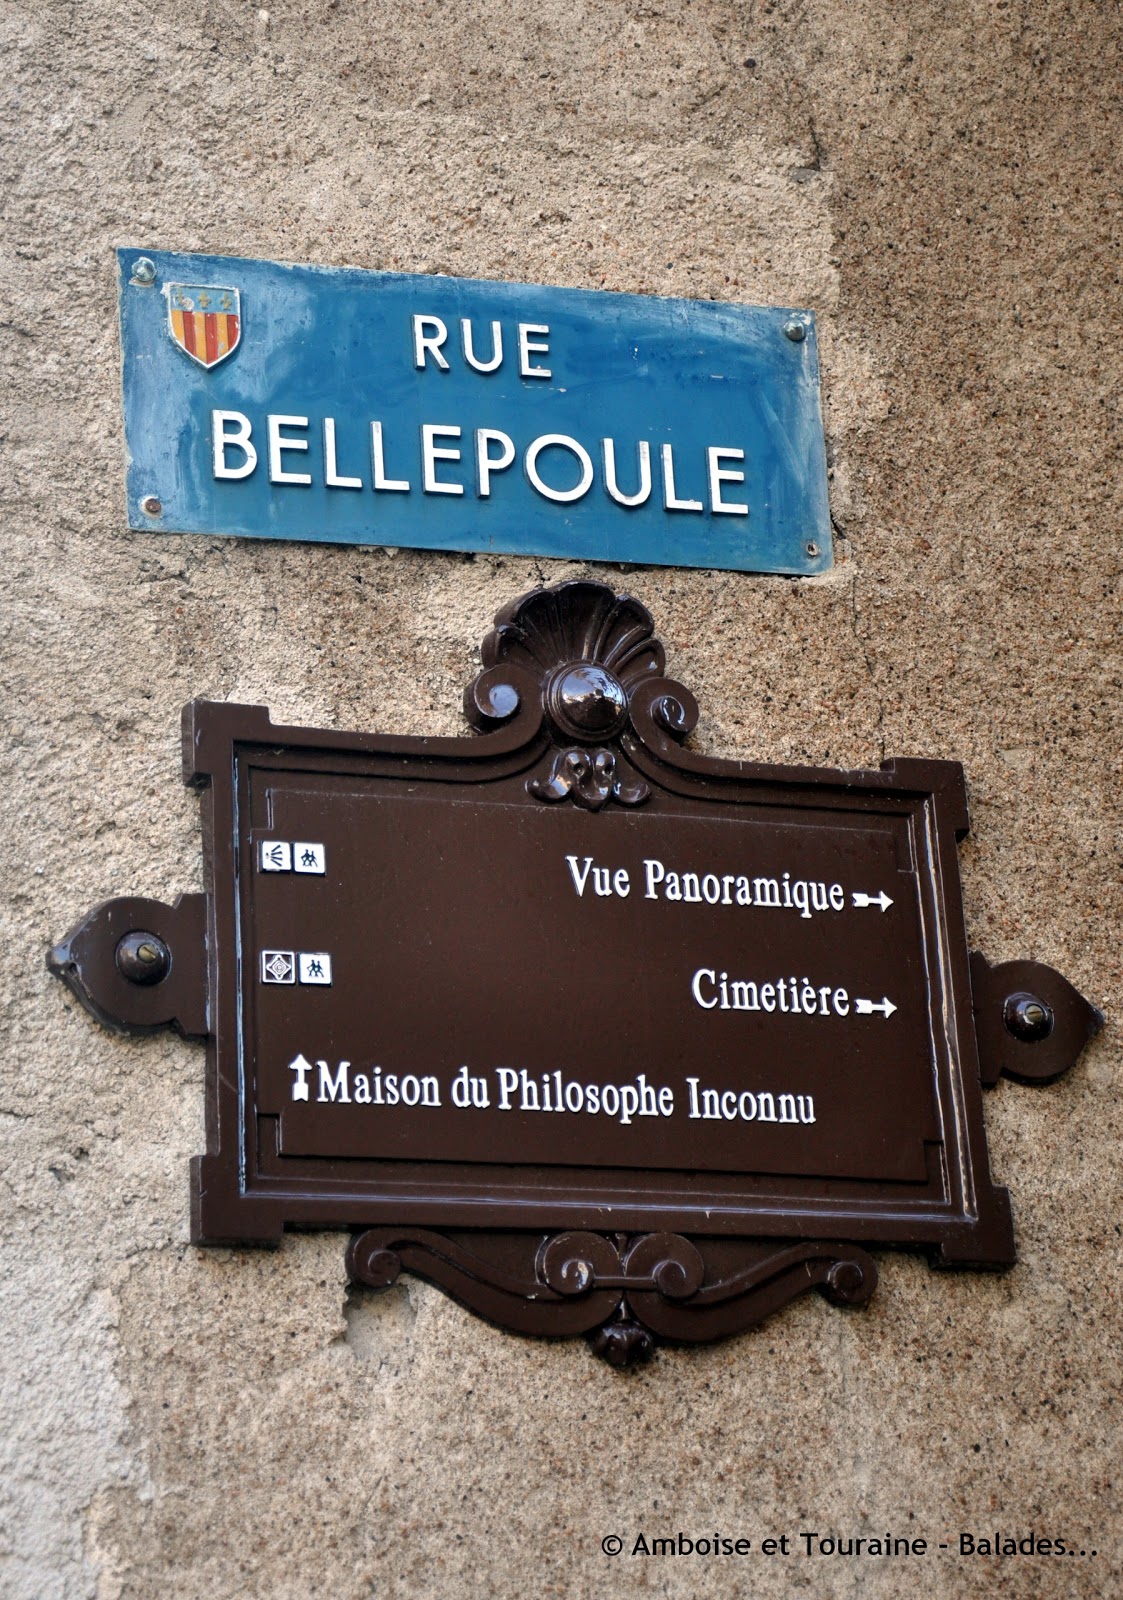 RUE
BELLEPOULE
Vue Panoramique
Cimetière
Maison du Philosophe Inconnu
© Amboise et Touraine - Balades...